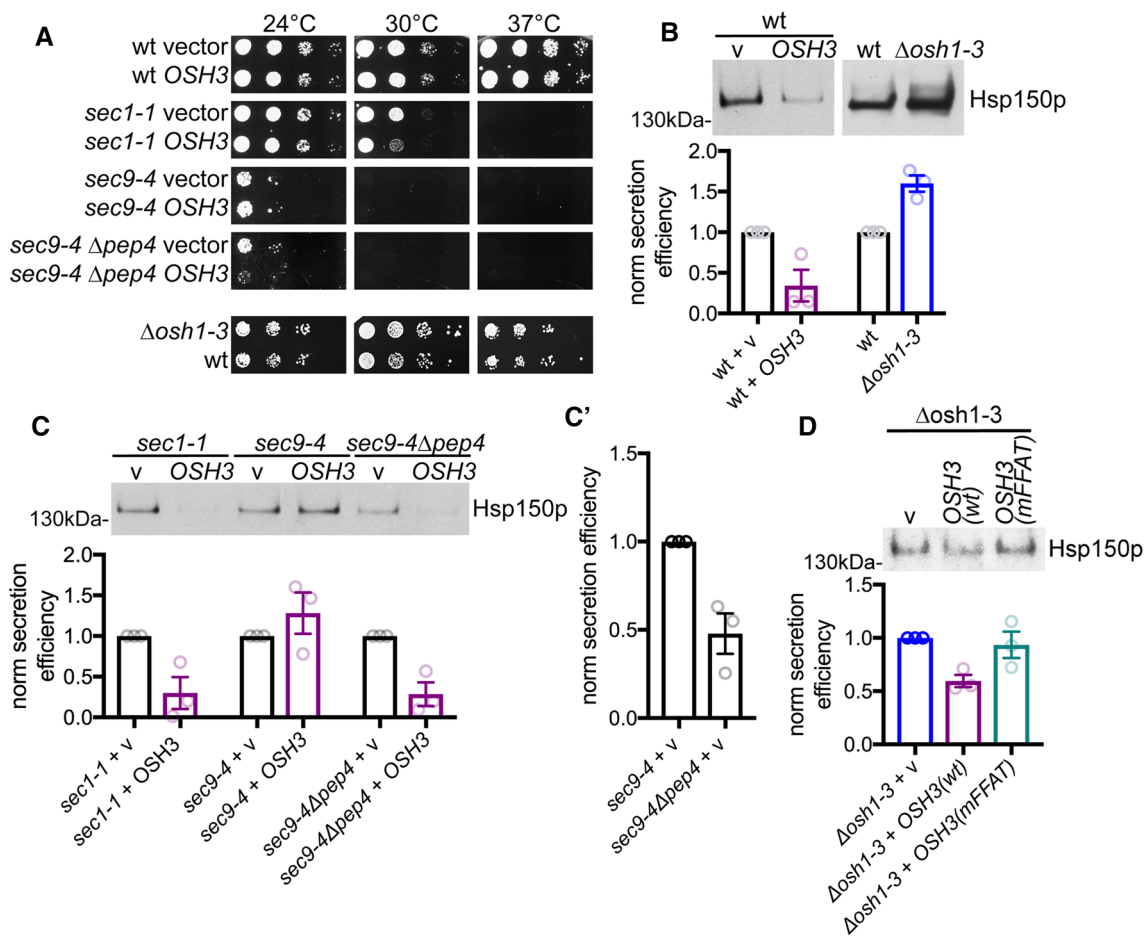 A
24°C 30°C 37°C
wt vector
wt OSH3
sec1-1 vector
sec1-1 OSH3
sec9-4 vector
sec9-4 OSH3
sec9-4 Δpep4 vector
sec9-4 Δpep4 OSH3
Δosh1-3
wt
B
wt
v OSH3 wt Δosh1-3
Hsp150p
130kDa-
norm secretion
efficiency
2.0
1.5
1.0
0.5
0.0
wt + v
wt + OSH3
wt
Δosh1-3
C
sec1-1 sec9-4 sec9-4Δpep4
v OSH3 v OSH3 v OSH3
Hsp150p
130kDa-
norm secretion
efficiency
2.0
1.5
1.0
0.5
0.0
sec1-1 + v
sec1-1 + OSH3
sec9-4 + v
sec9-4 + OSH3
sec9-4Δpep4 + v
sec9-4Δpep4 + OSH3
C’
norm secretion efficiency
1.5
1.0
0.5
0.0
sec9-4 + v
sec9-4Δpep4 + v
D
Δosh1-3
v
OSH3
(wt)
OSH3
(mFFAT)
Hsp150p
130kDa-
norm secretion
efficiency
1.5
1.0
0.5
0.0
Δosh1-3 + v
Δosh1-3 + OSH3(wt)
Δosh1-3 + OSH3(mFFAT)